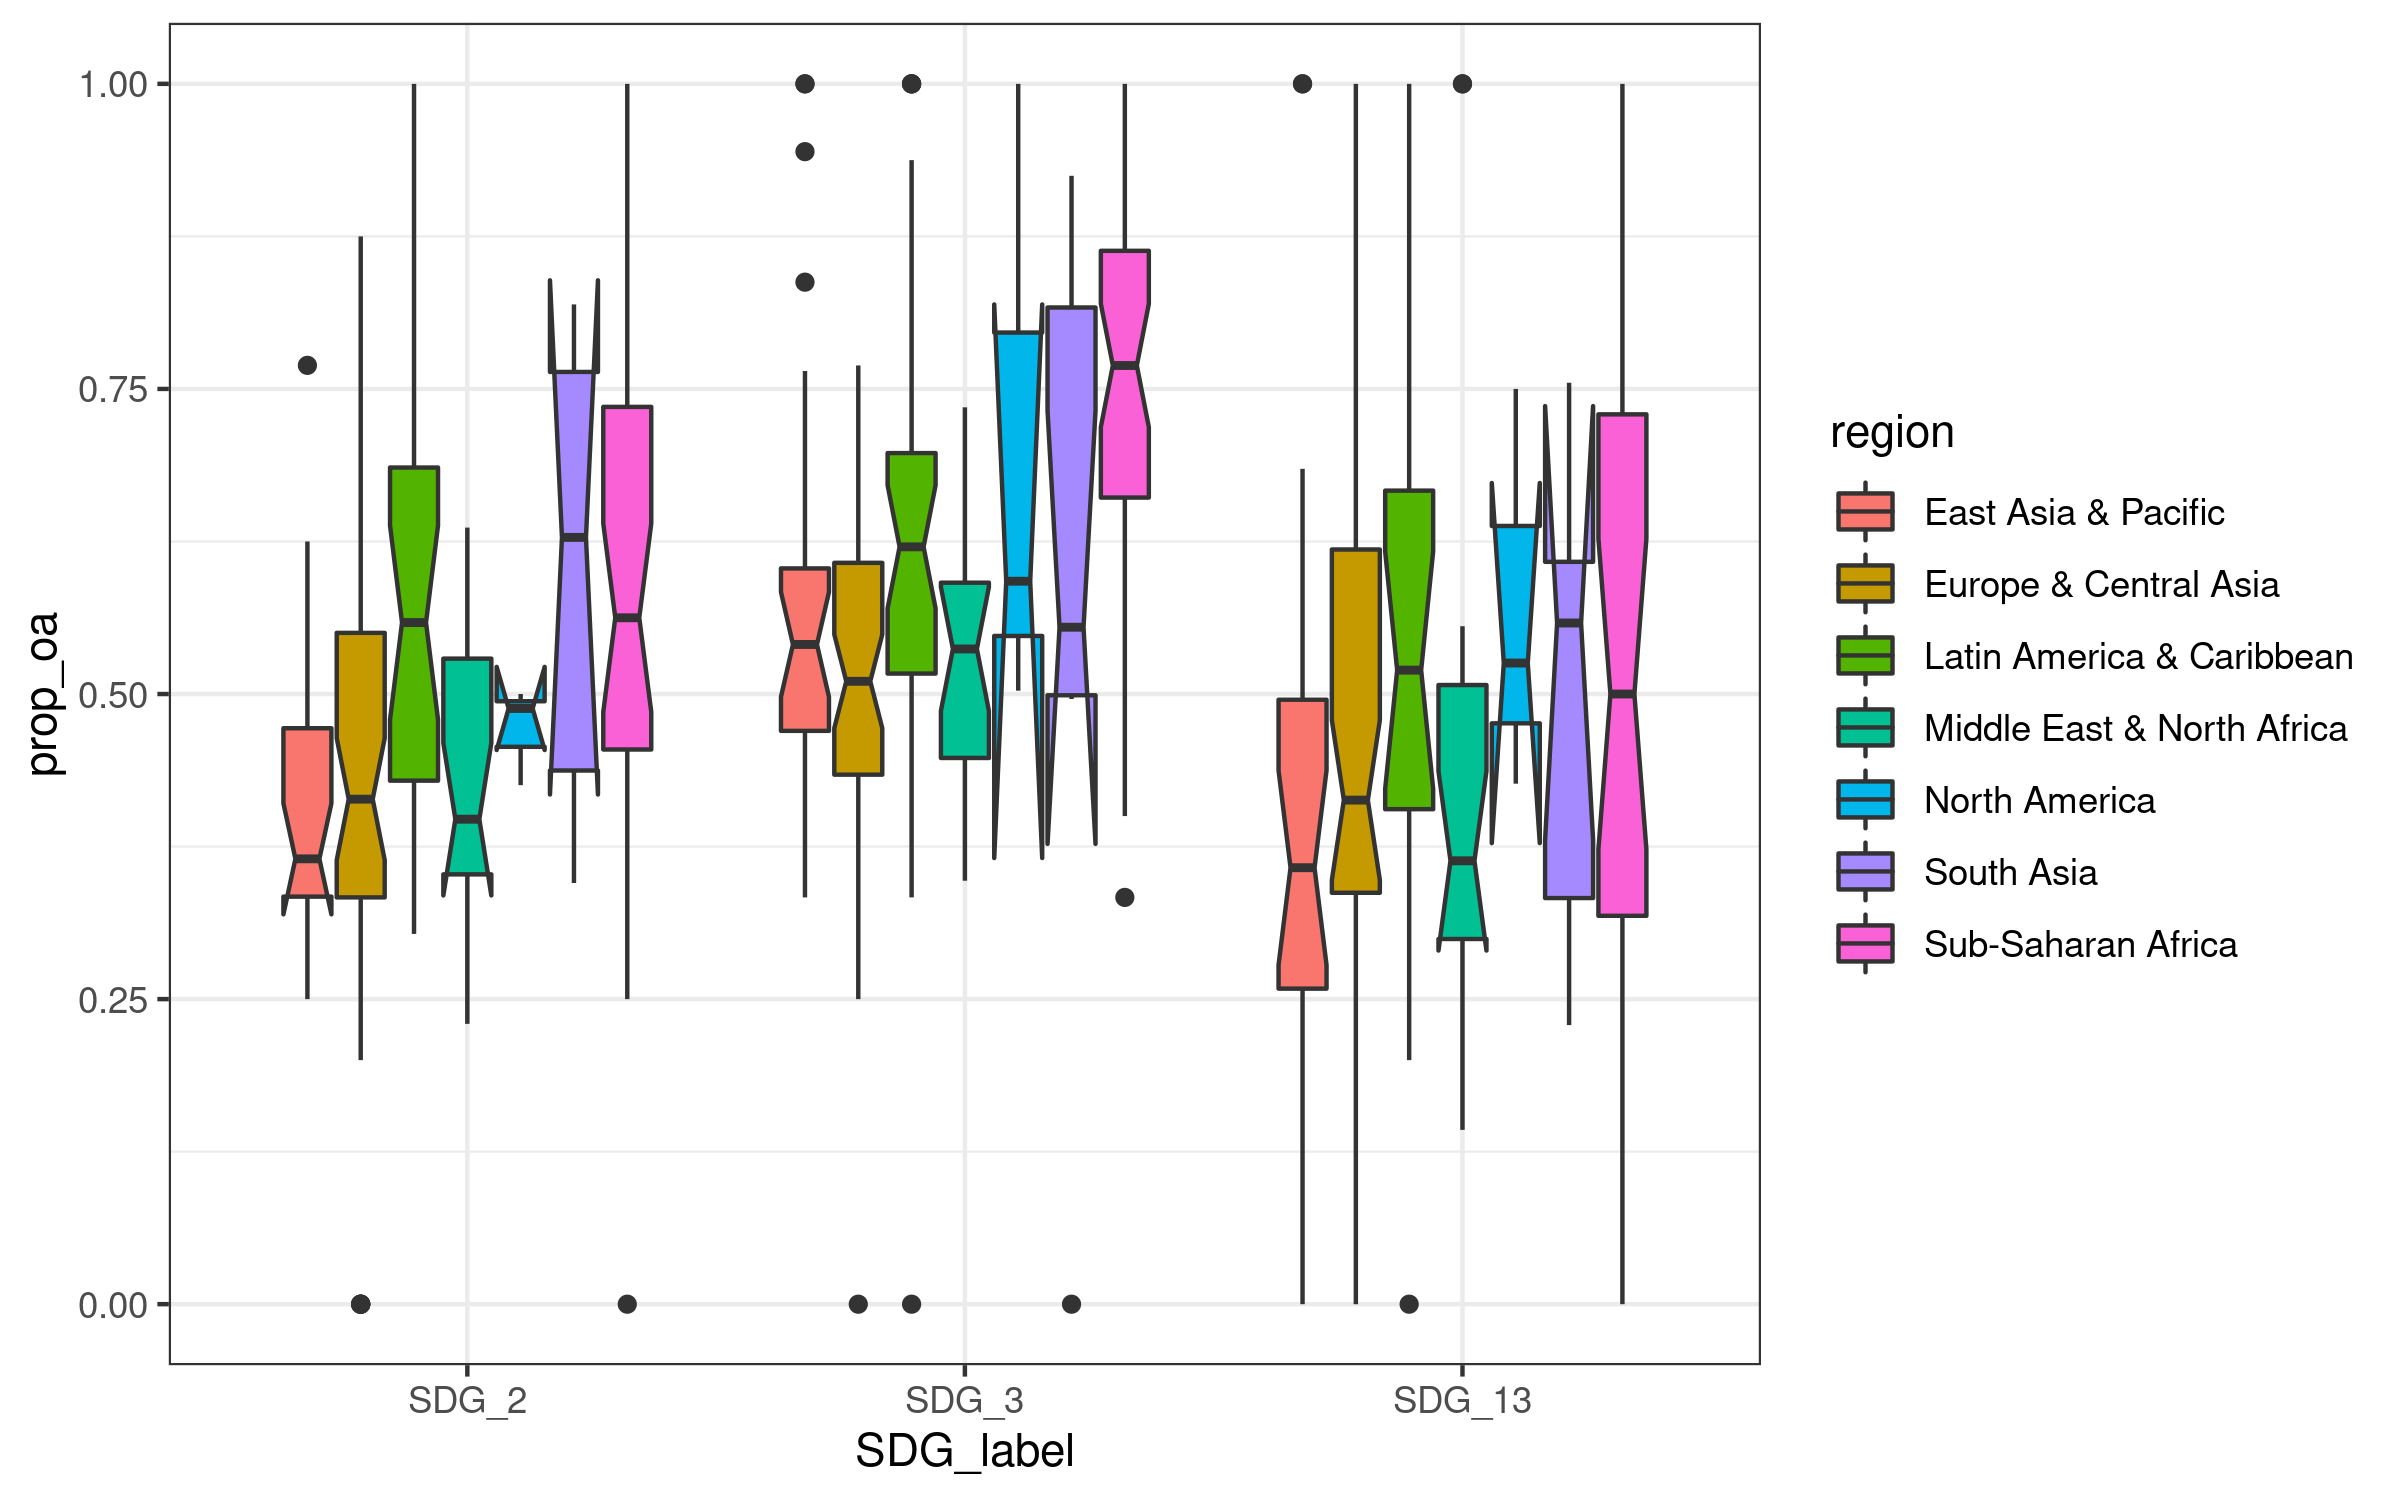 1.00
0.75
0.50
0.25
0.00
prop_oa
SDG_2
SDG_3
SDG_13
SDG_label
region
East Asia & Pacific
Europe & Central Asia
Latin America & Caribbean
Middle East & North Africa
North America
South Asia
Sub-Saharan Africa